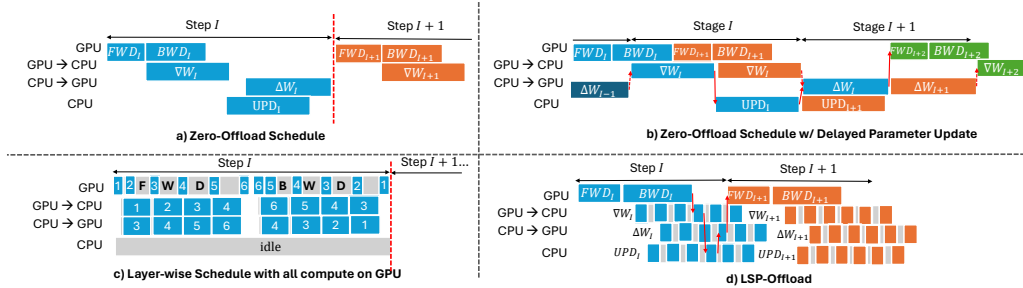 Step I
Step I + 1
GPU
FWD_I
BWD_I
FWD_{I+1}
BWD_{I+1}
GPU → CPU
∇W_I
∇W_{I+1}
CPU → GPU
ΔW_I
CPU
UPD_I
a) Zero-Offload Schedule
Stage I
Stage I + 1
GPU
FWD_I
BWD_I
FWD_{I+1}
BWD_{I+1}
FWD_{I+2}
BWD_{I+2}
GPU → CPU
∇W_I
∇W_{I+1}
∇W_{I+2}
CPU → GPU
ΔW_{I−1}
ΔW_I
ΔW_{I+1}
CPU
UPD_I
UPD_{I+1}
b) Zero-Offload Schedule w/ Delayed Parameter Update
Step I
Step I + 1...
GPU
1 2 F 3 W 4 D 5 6 6 5 B 4 W 3 D 2 1
GPU → CPU
1 2 3 4 6 5 4 3
CPU → GPU
3 4 5 6 4 3 2 1
CPU
idle
c) Layer-wise Schedule with all compute on GPU
Step I
Step I + 1
GPU
FWD_I
BWD_I
FWD_{I+1}
BWD_{I+1}
GPU → CPU
∇W_I
∇W_{I+1}
CPU → GPU
ΔW_I
ΔW_{I+1}
CPU
UPD_I
UPD_{I+1}
d) LSP-Offload